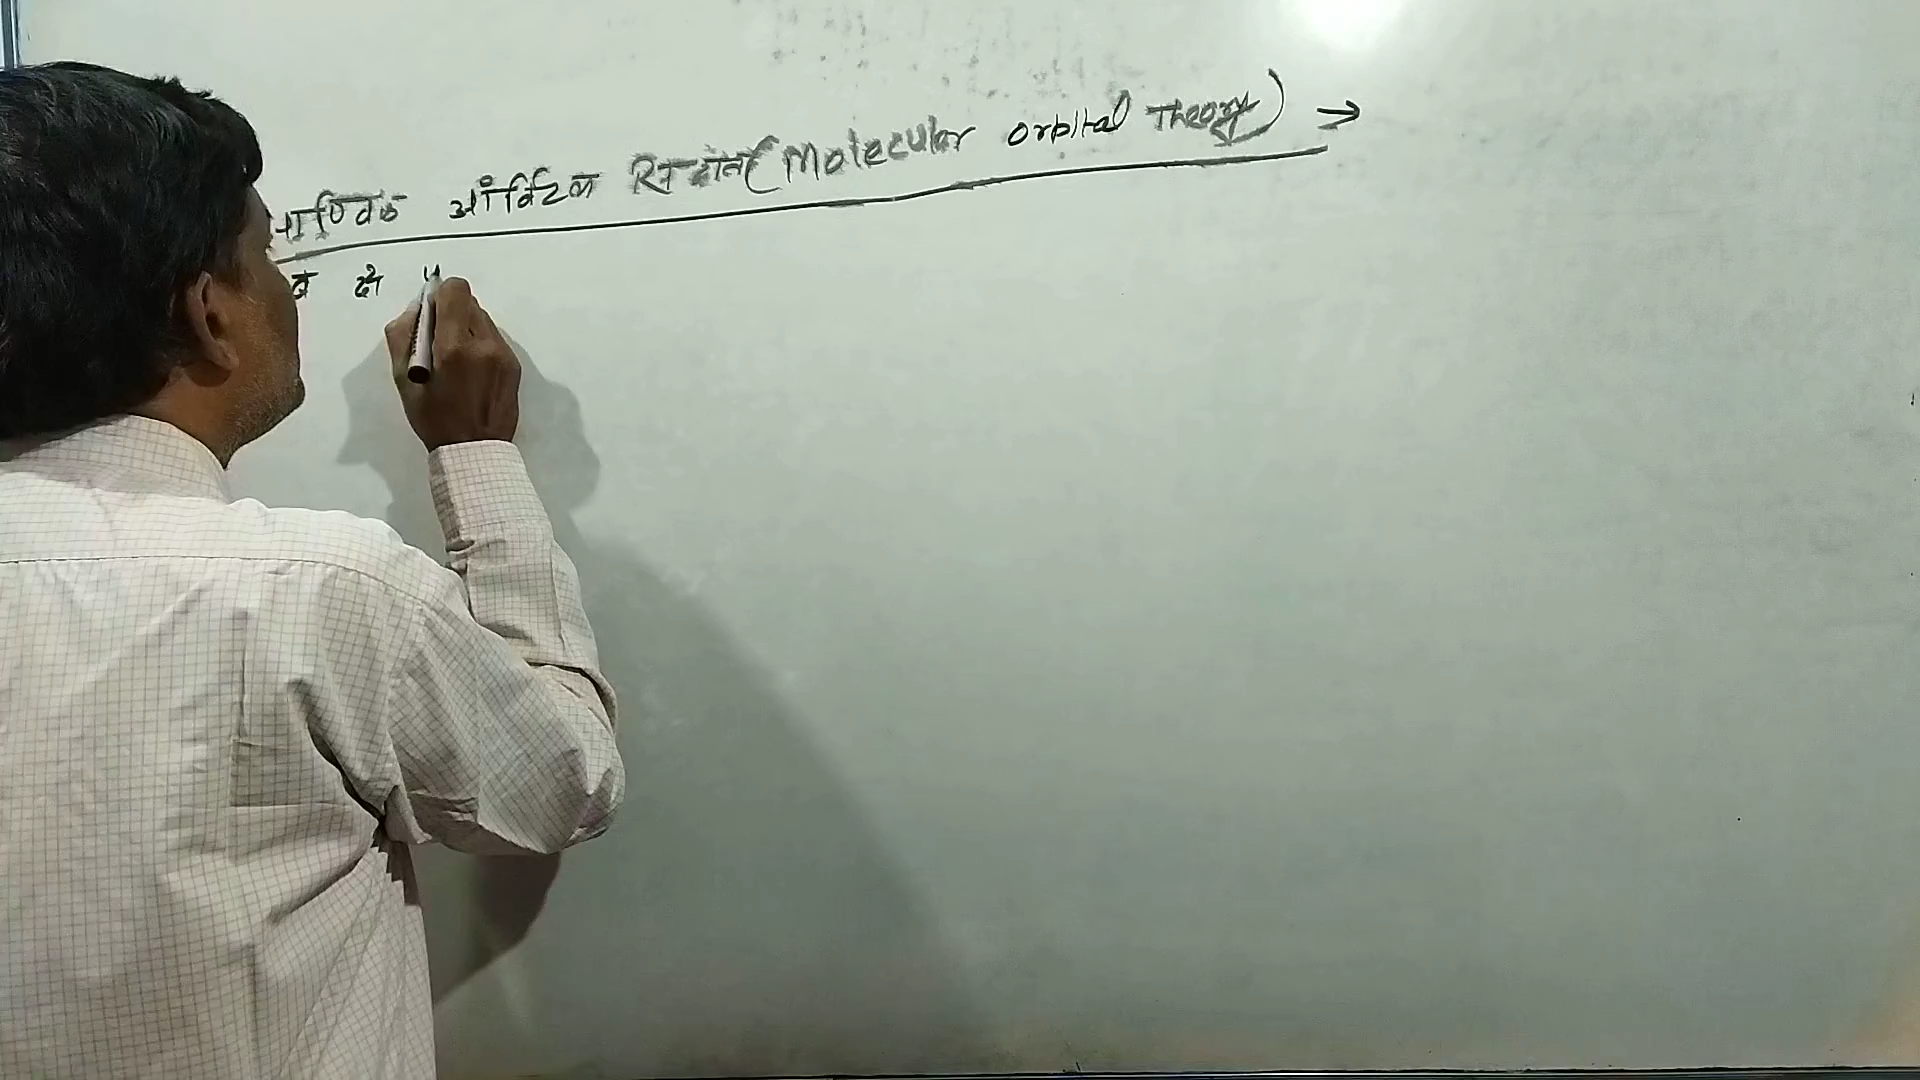 आण्विक ऑर्बिटल सिद्धांत (Molecular orbital Theory) →
दो